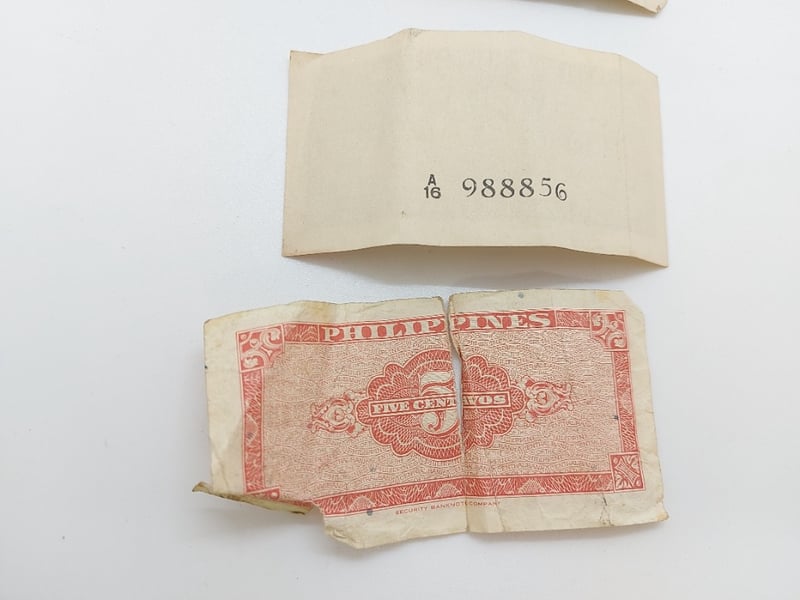 A
16 988856
PHILIPPINES
5
FIVE CENTAVOS
SECURITY BANKNOTE COMPANY